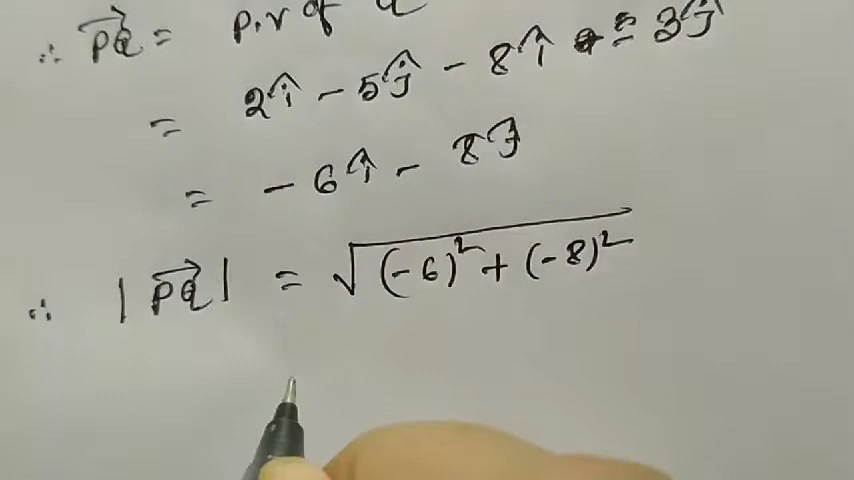 ∴ PQ⃗ = P.V of Q
= 2î - 5ĵ - 8î - 3ĵ
= - 6î - 8ĵ
∴ |PQ⃗| = √((-6)² + (-8)²)